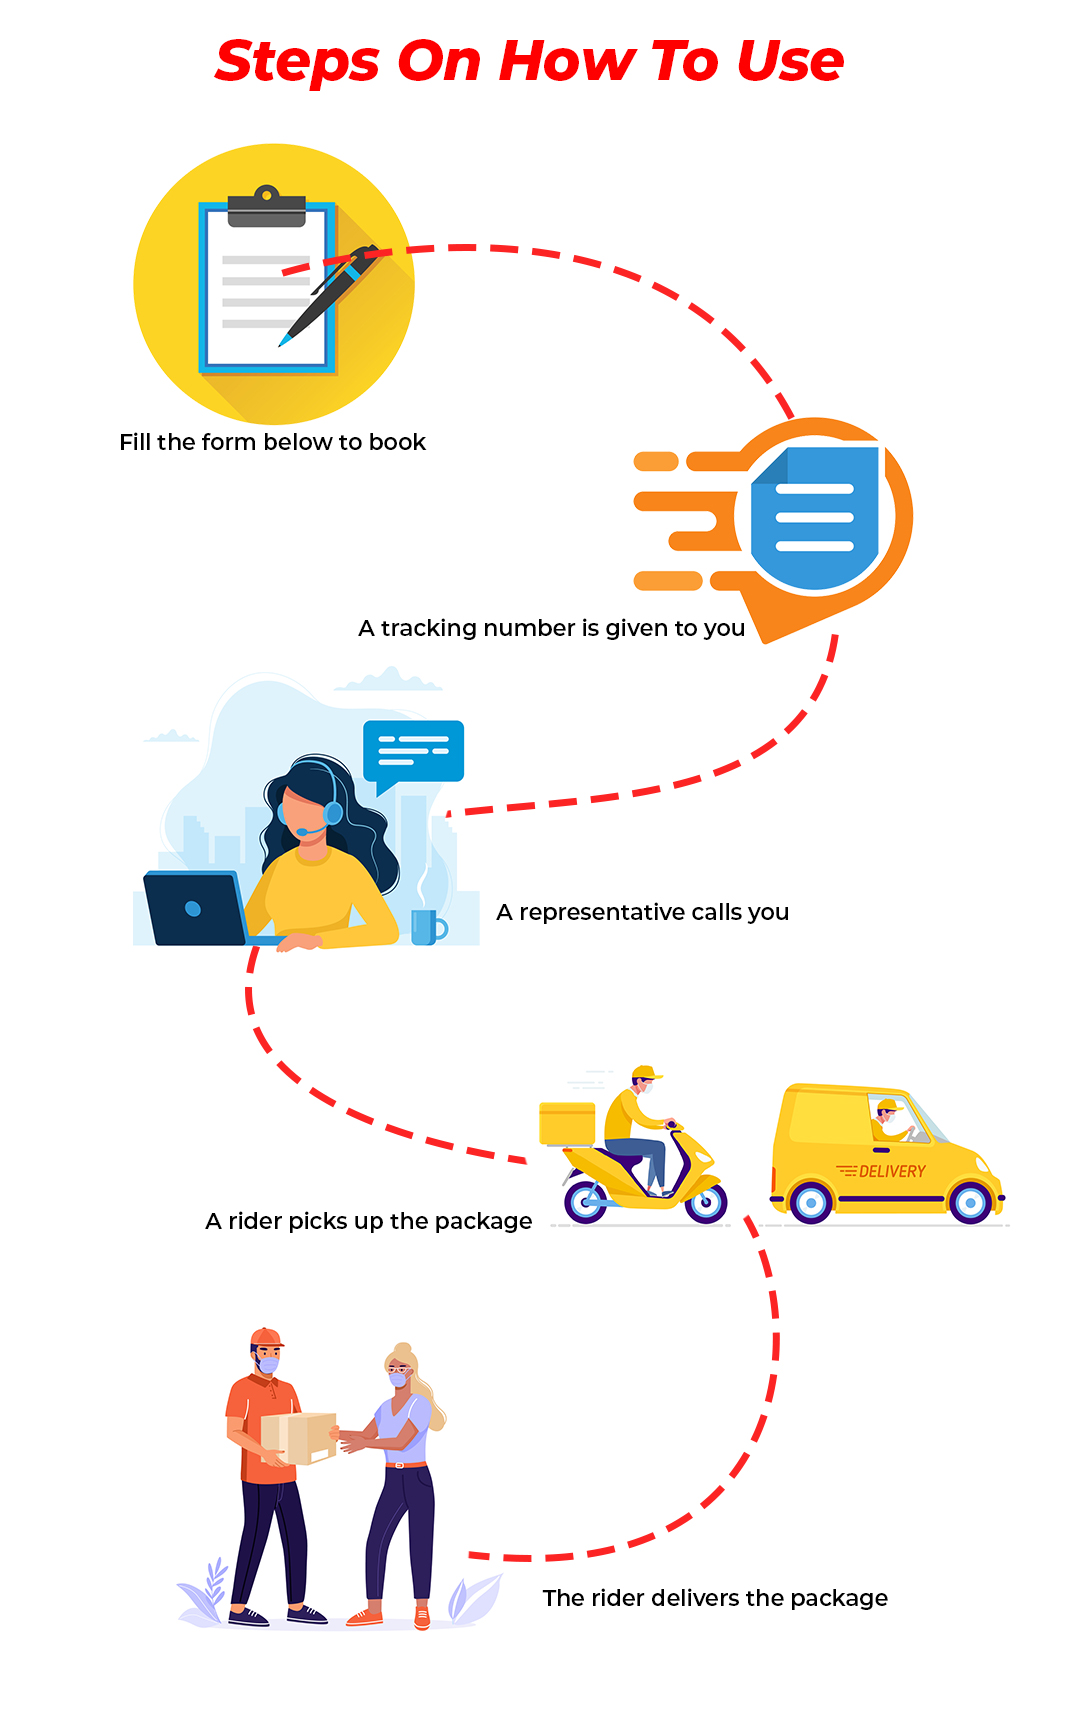 Steps On How To Use
Fill the form below to book
A tracking number is given to you
A representative calls you
DELIVERY
A rider picks up the package
The rider delivers the package